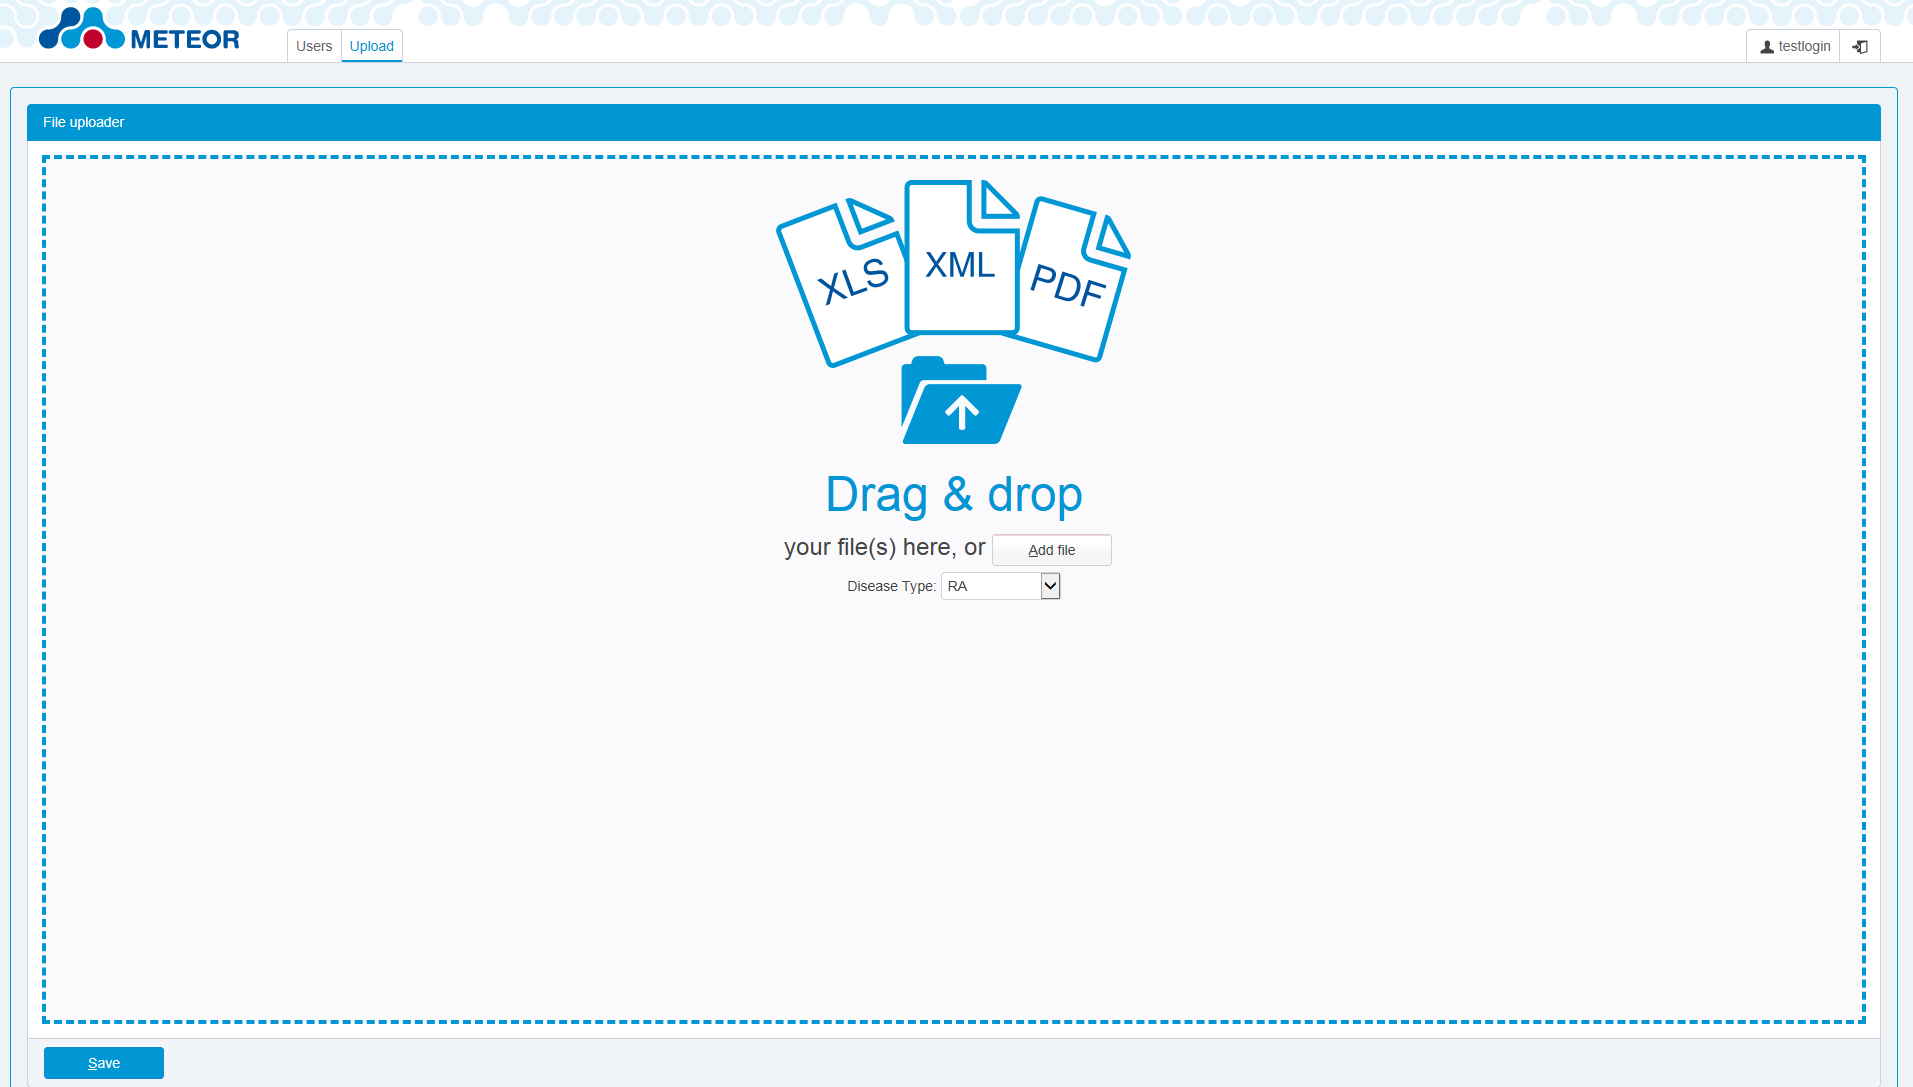 METEOR
Users
Upload
testlogin
File uploader
XLS
XML
PDF
Drag & drop
your file(s) here, or
Add file
Disease Type: RA
Save